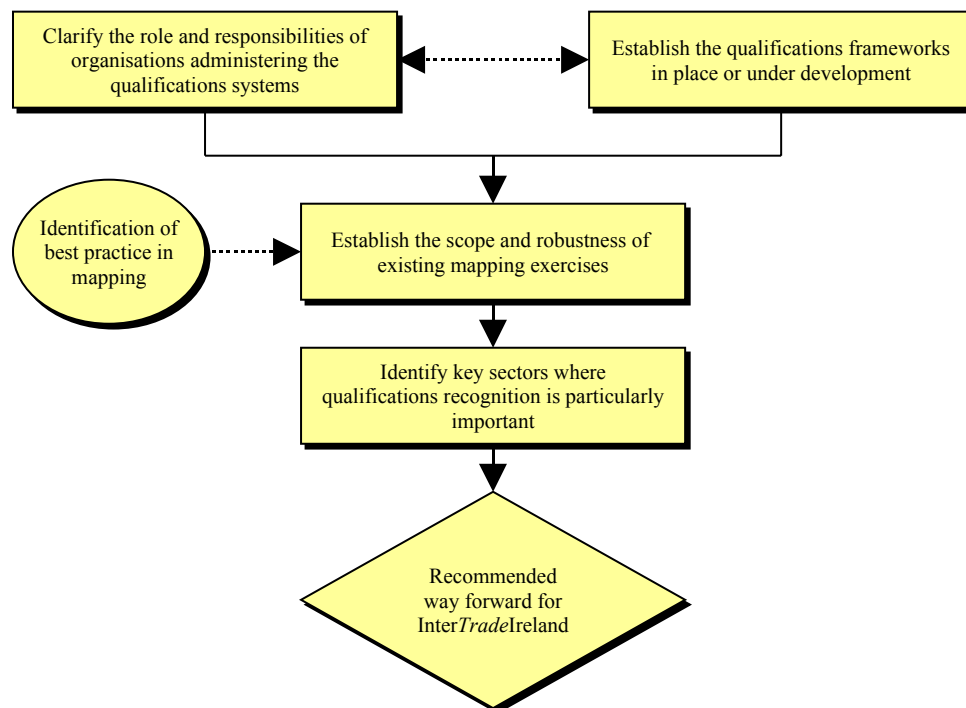 Clarify the role and responsibilities of
organisations administering the
qualifications systems
Establish the qualifications frameworks
in place or under development
Identification of
best practice in
mapping
Establish the scope and robustness of
existing mapping exercises
Identify key sectors where
qualifications recognition is particularly
important
Recommended
way forward for
InterTradeIreland